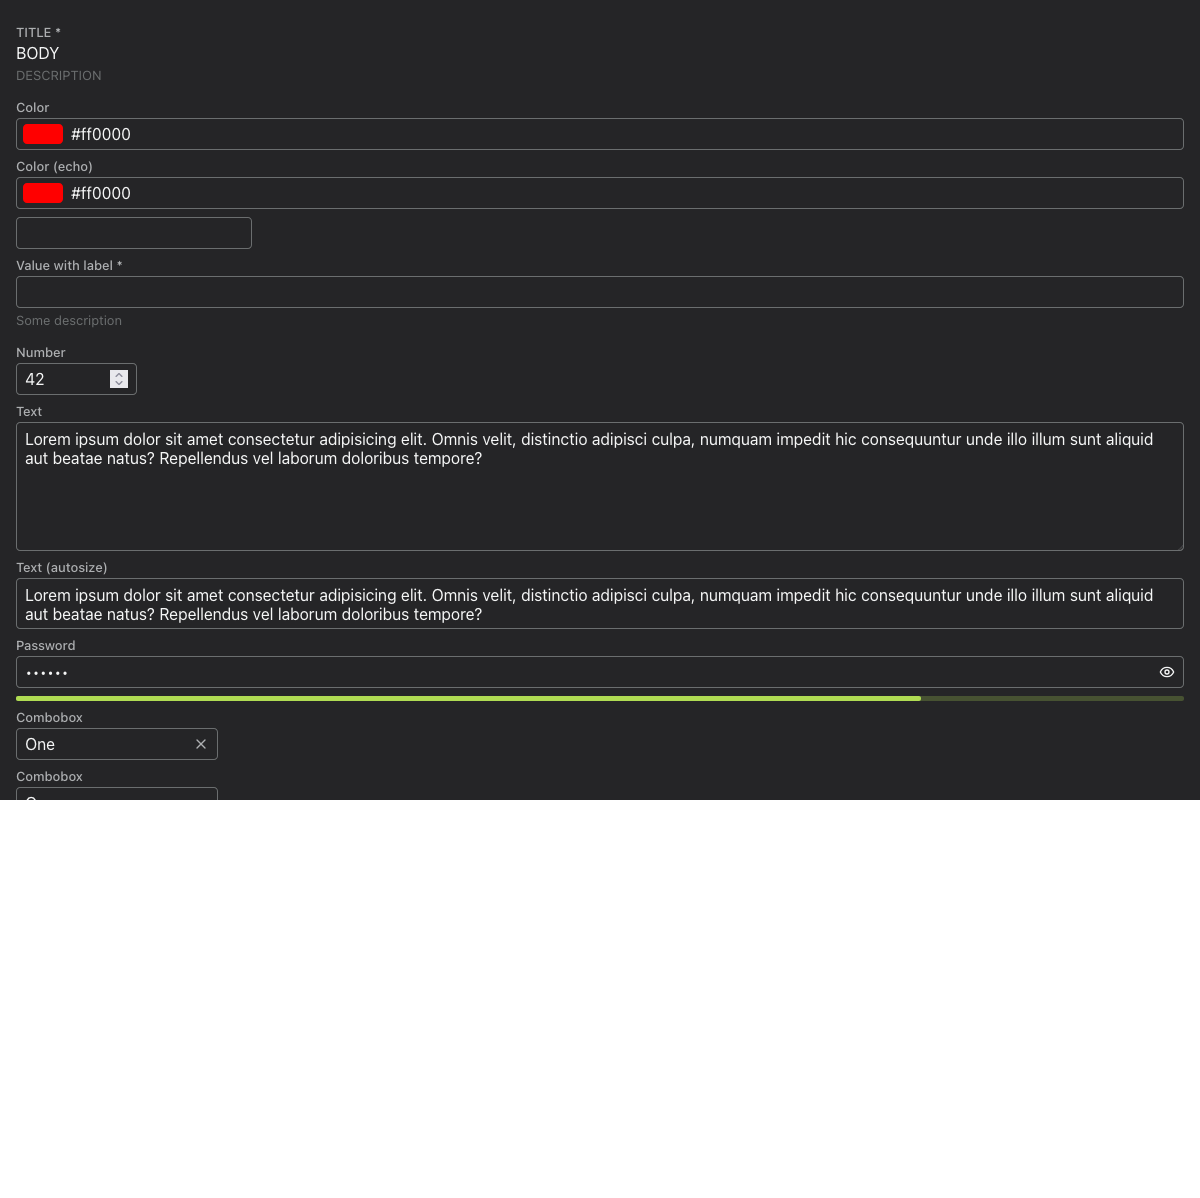 TITLE *
BODY
DESCRIPTION
Color
#ff0000
Color (echo)
#ff0000
Value with label *
Some description
Number
42
Text
Lorem ipsum dolor sit amet consectetur adipisicing elit. Omnis velit, distinctio adipisci culpa, numquam impedit hic consequuntur unde illo illum sunt aliquid
aut beatae natus? Repellendus vel laborum doloribus tempore?
Text (autosize)
Lorem ipsum dolor sit amet consectetur adipisicing elit. Omnis velit, distinctio adipisci culpa, numquam impedit hic consequuntur unde illo illum sunt aliquid
aut beatae natus? Repellendus vel laborum doloribus tempore?
Password
••••••
Combobox
One
Combobox